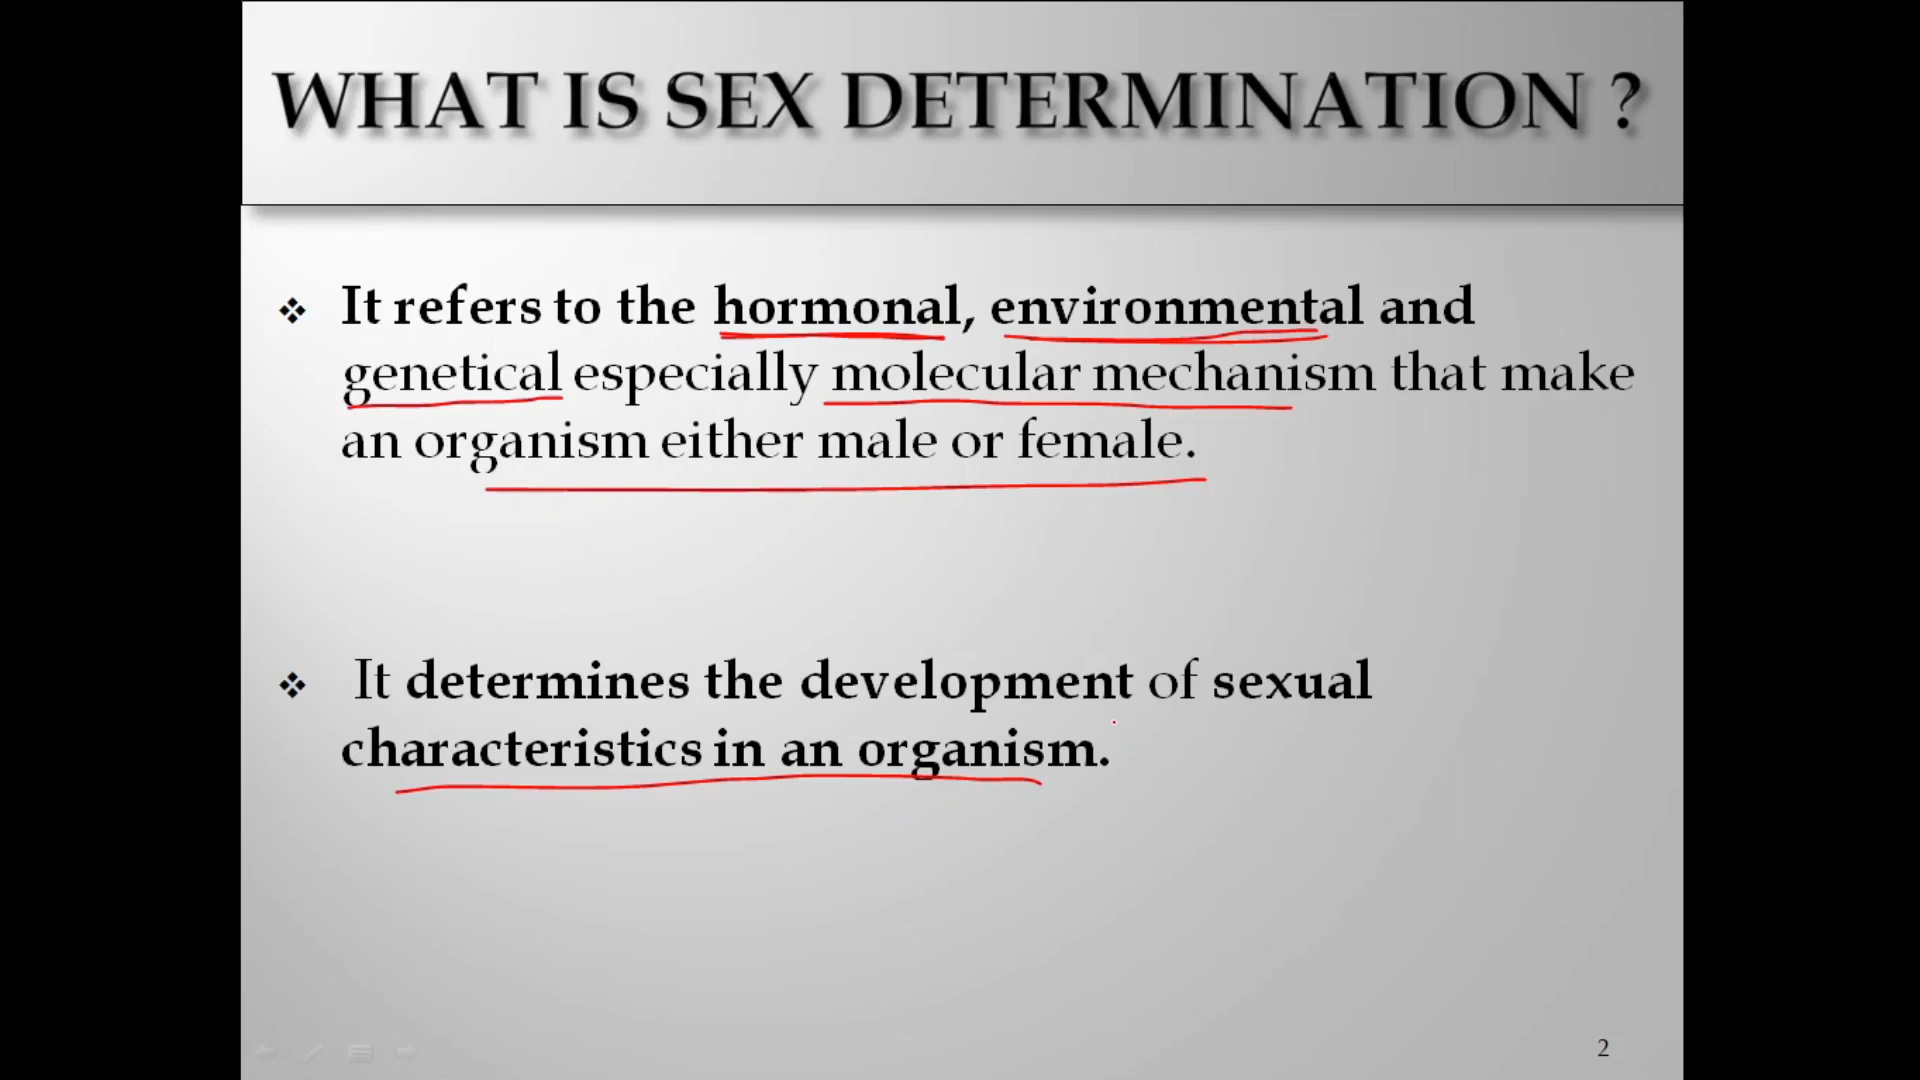 WHAT IS SEX DETERMINATION ?
❖ It refers to the hormonal, environmental and
genetical especially molecular mechanism that make
an organism either male or female.
❖ It determines the development of sexual
characteristics in an organism.
2